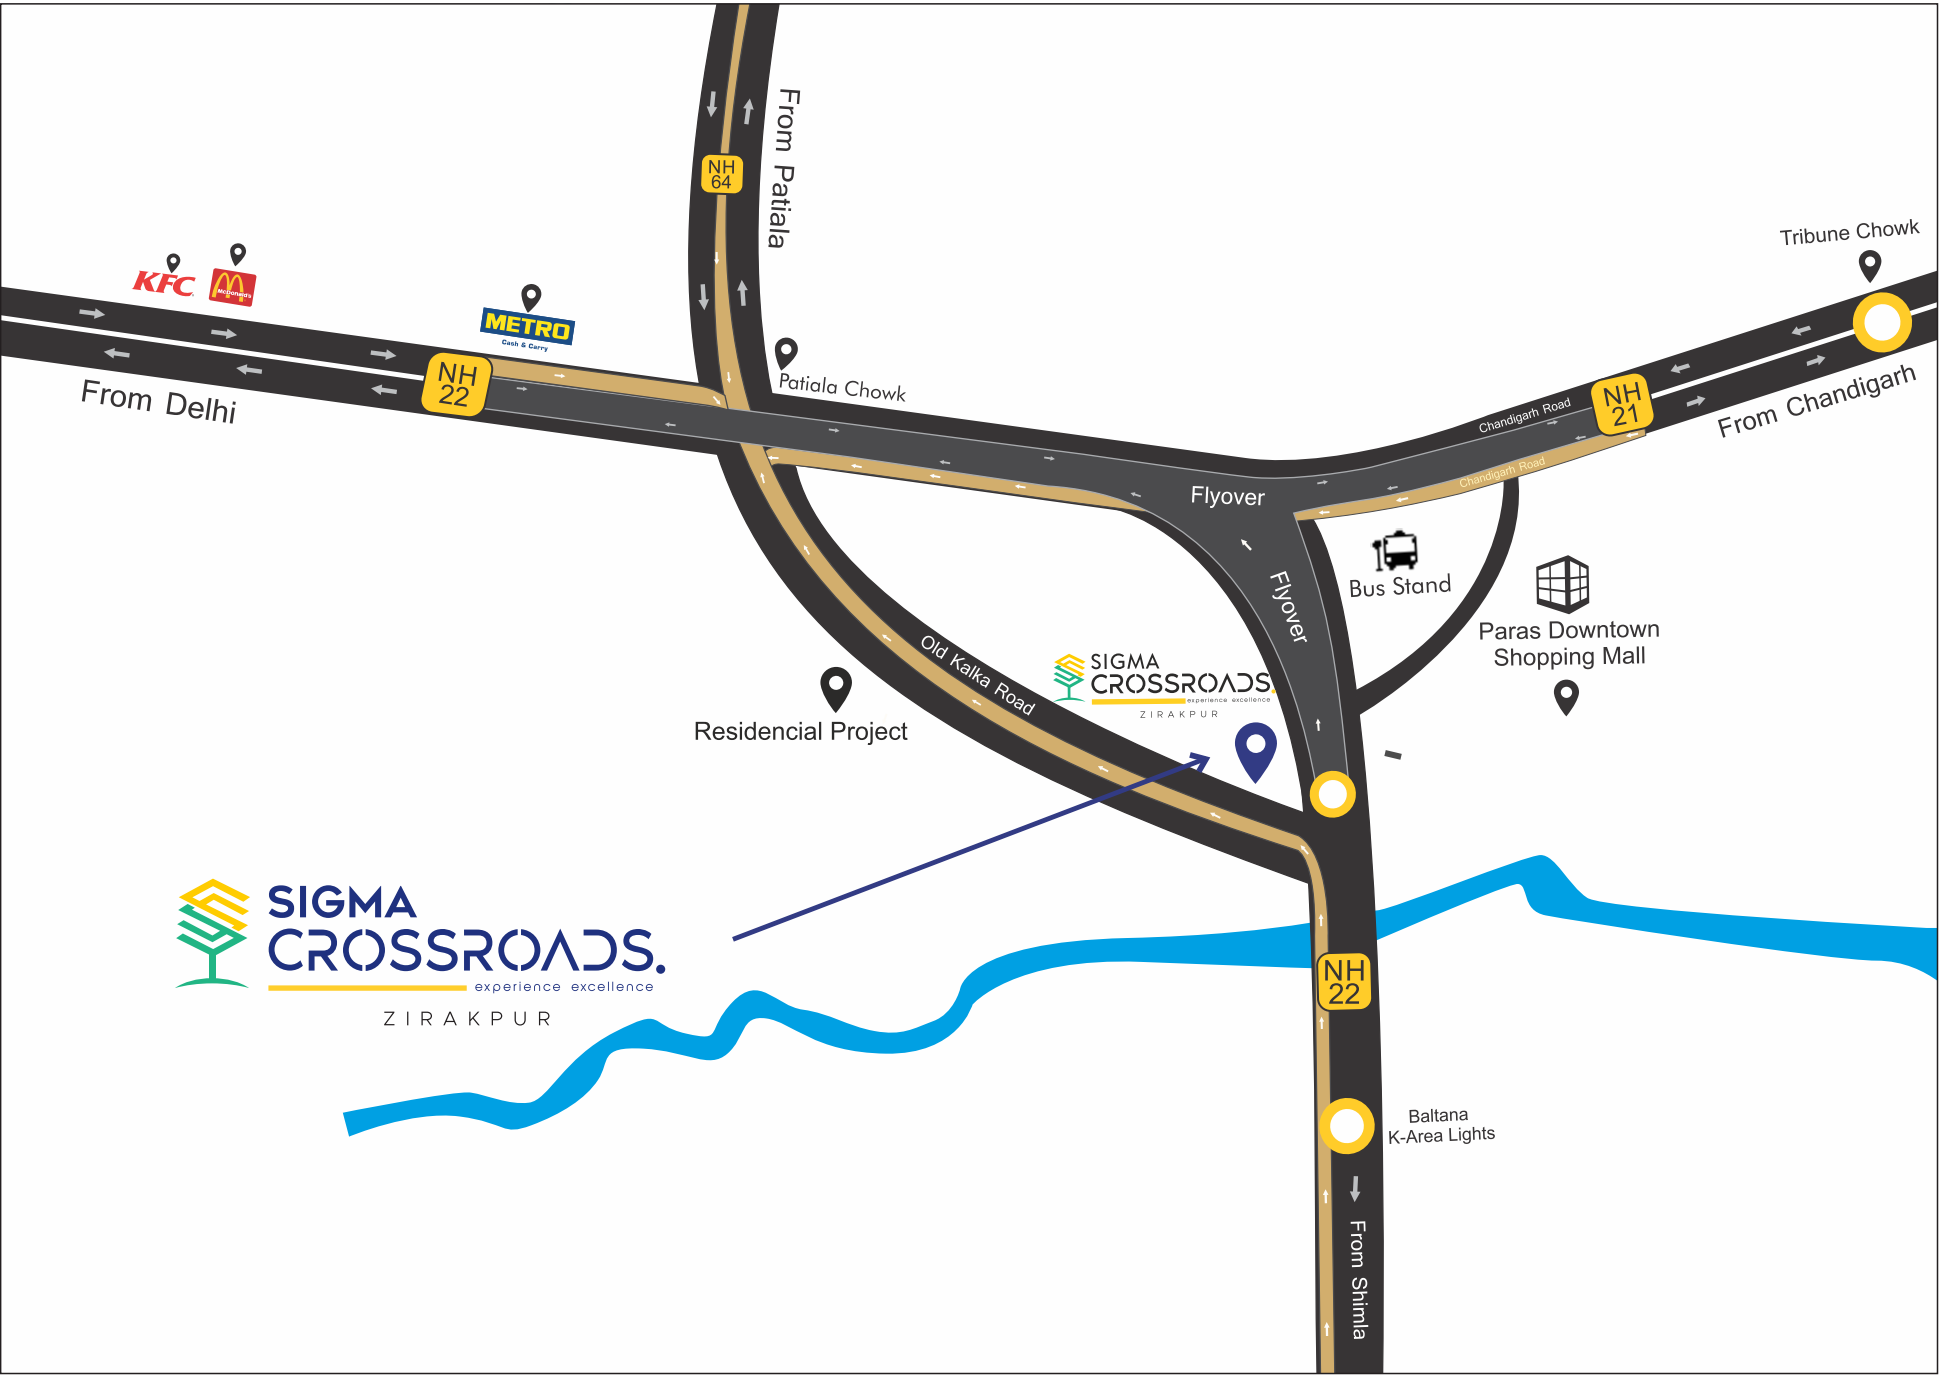 From Patiala
NH
64
Tribune Chowk
KFC
McDonald's
METRO
Cash & Carry
NH
22
From Delhi
Patiala Chowk
Chandigarh Road
NH
21
From Chandigarh
Chandigarh Road
Flyover
Flyover
Bus Stand
Paras Downtown
Shopping Mall
Old Kalka Road
SIGMA
CROSSROADS.
experience excellence
ZIRAKPUR
Residencial Project
SIGMA
CROSSROADS.
experience excellence
ZIRAKPUR
NH
22
Baltana
K-Area Lights
From Shimla